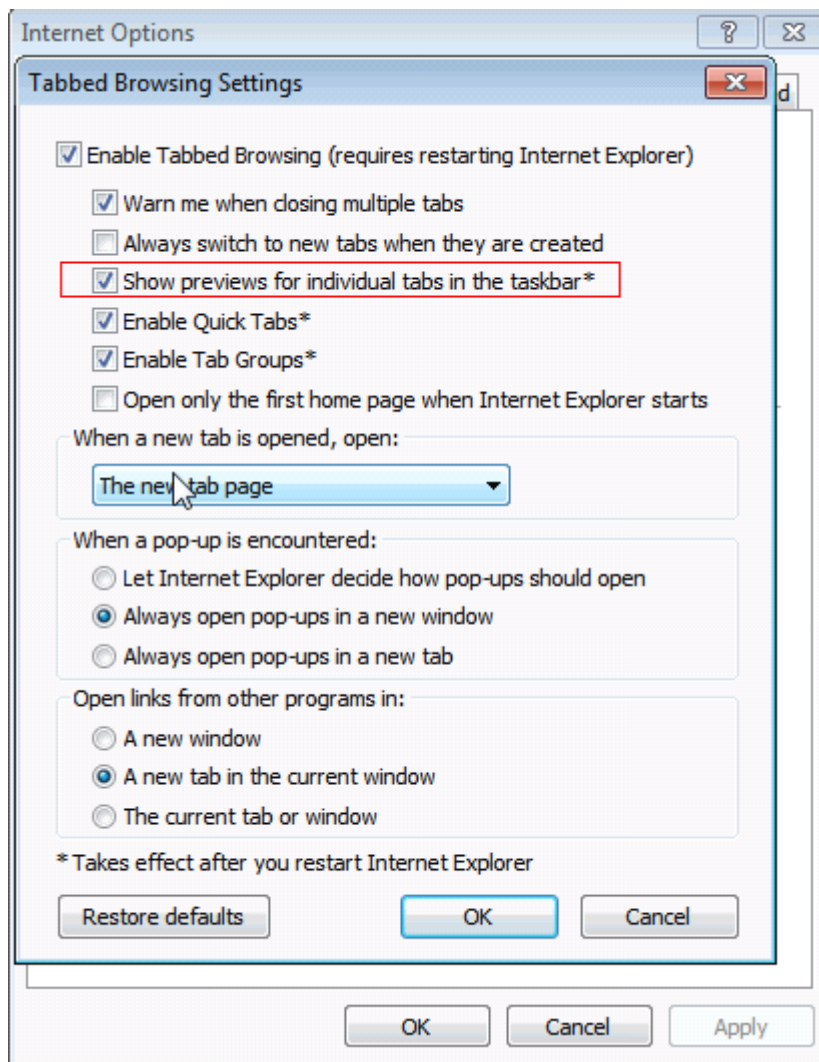 Internet Options
Tabbed Browsing Settings
d
Enable Tabbed Browsing (requires restarting Internet Explorer)
Warn me when closing multiple tabs
Always switch to new tabs when they are created
Show previews for individual tabs in the taskbar*
Enable Quick Tabs*
Enable Tab Groups*
Open only the first home page when Internet Explorer starts
When a new tab is opened, open:
The new tab page
When a pop-up is encountered:
Let Internet Explorer decide how pop-ups should open
Always open pop-ups in a new window
Always open pop-ups in a new tab
Open links from other programs in:
A new window
A new tab in the current window
The current tab or window
* Takes effect after you restart Internet Explorer
Restore defaults OK Cancel
OK Cancel Apply